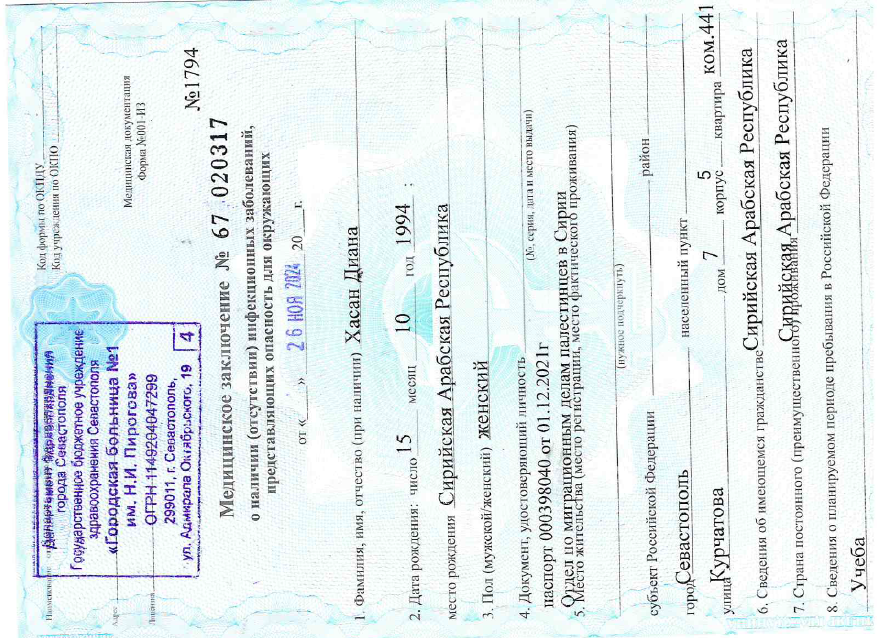 Код формы по ОКПДУ
Код учреждения по ОКПО
Наименование
Департамент здравоохранения
города Севастополя
Государственное бюджетное учреждение
здравоохранения Севастополя
«Городская больница №1
им. Н.И. Пирогова»
ОГРН 1149204047299
299011, г. Севастополь,
ул. Адмирала Октябрьского, 19
4
Адрес
Лицензия
Медицинская документация
Форма №001-ИЗ
№1794
Медицинское заключение № 67 020317
о наличии (отсутствии) инфекционных заболеваний,
представляющих опасность для окружающих
от « » 26 НОЯ 2024 20 г.
1. Фамилия, имя, отчество (при наличии) Хасан Диана
2. Дата рождения: число 15 месяц 10 год 1994 :
место рождения Сирийская Арабская Республика
3. Пол (мужской/женский) женский
4. Документ, удостоверяющий личность
(№, серия, дата и место выдачи)
паспорт 000398040 от 01.12.2021г
Отдел по миграционным делам палестинцев в Сирии
5. Место жительства (место регистрации, место фактического проживания)
(нужное подчеркнуть)
субъект Российской Федерации район
город Севастополь населенный пункт
улица Курчатова дом 7 корпус 5 квартира ком.441
6. Сведения об имеющемся гражданстве Сирийская Арабская Республика
7. Страна постоянного (преимущественного) проживания Сирийская Арабская Республика
8. Сведения о планируемом периоде пребывания в Российской Федерации
Учеба